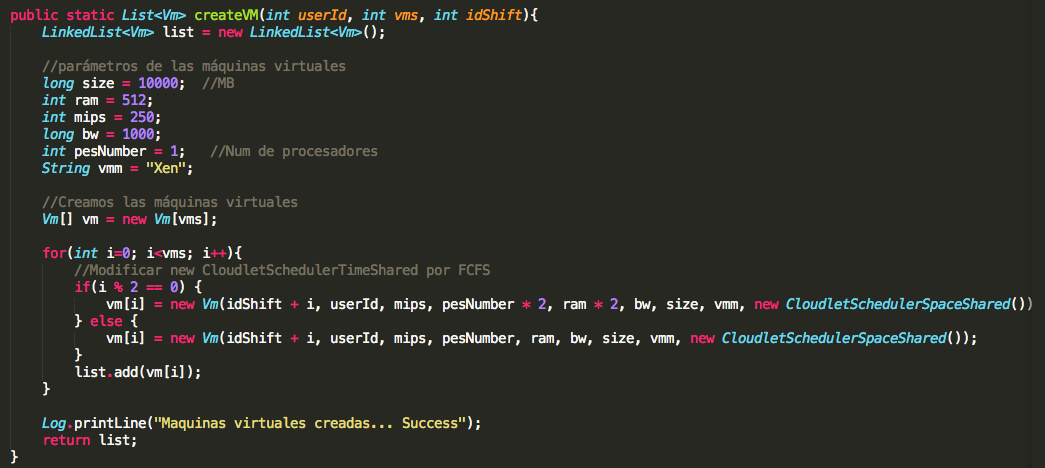 public static List<Vm> createVM(int userId, int vms, int idShift){
    LinkedList<Vm> list = new LinkedList<Vm>();

    //parámetros de las máquinas virtuales
    long size = 10000;  //MB
    int ram = 512;
    int mips = 250;
    long bw = 1000;
    int pesNumber = 1;   //Num de procesadores
    String vmm = "Xen";

    //Creamos las máquinas virtuales
    Vm[] vm = new Vm[vms];

    for(int i=0; i<vms; i++){
        //Modificar new CloudletSchedulerTimeShared por FCFS
        if(i % 2 == 0) {
            vm[i] = new Vm(idShift + i, userId, mips, pesNumber * 2, ram * 2, bw, size, vmm, new CloudletSchedulerSpaceShared())
        } else {
            vm[i] = new Vm(idShift + i, userId, mips, pesNumber, ram, bw, size, vmm, new CloudletSchedulerSpaceShared());
        }
        list.add(vm[i]);
    }

    Log.printLine("Maquinas virtuales creadas... Success");
    return list;
}